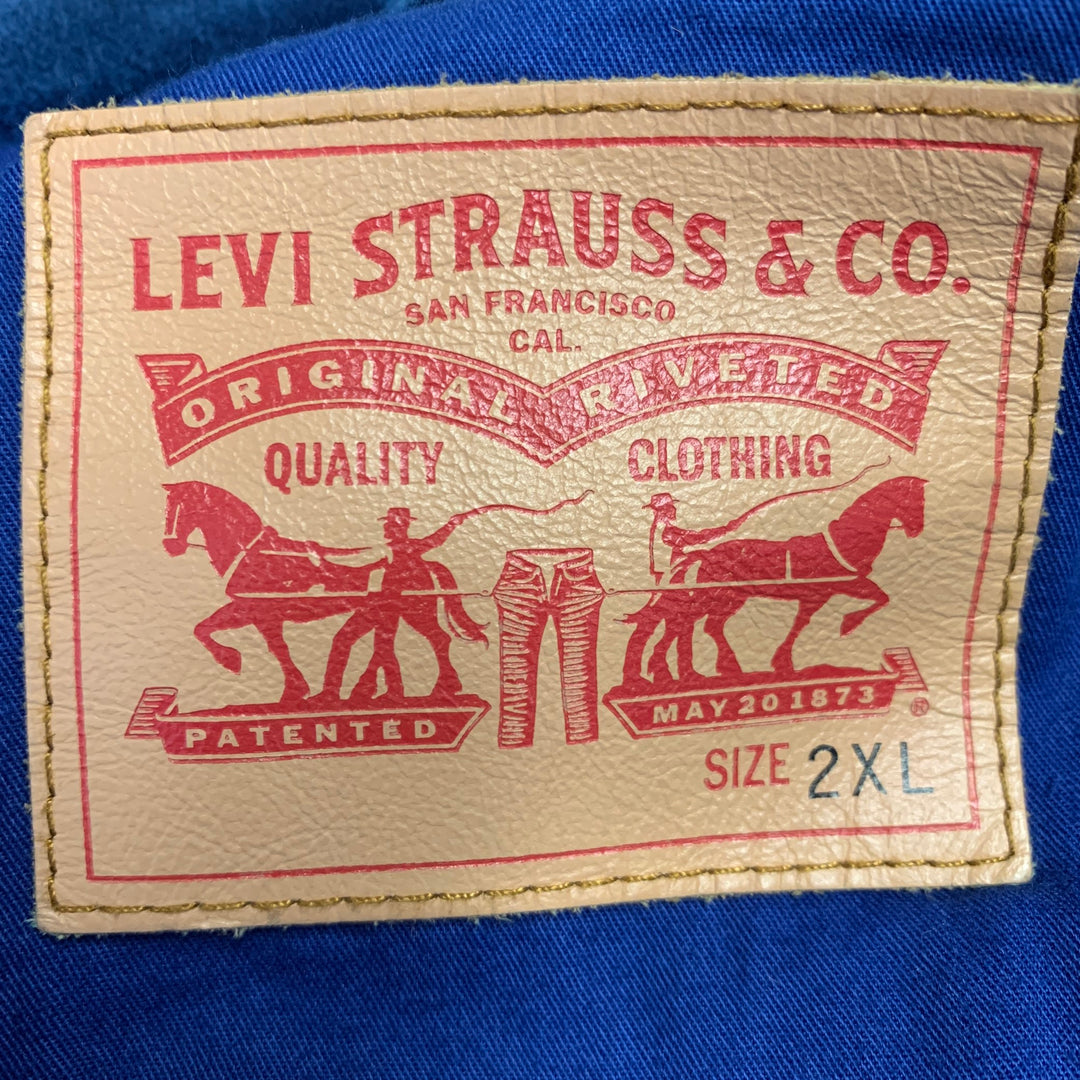 LEVI STRAUSS & CO.
SAN FRANCISCO
CAL.
ORIGINAL RIVETED
QUALITY CLOTHING
PATENTED MAY 20 1873 ®
SIZE 2XL